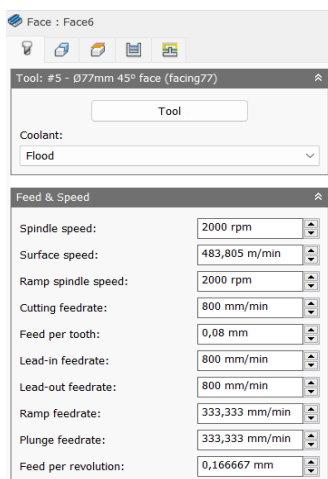 Face : Face6
Tool: #5 - Ø77mm 45º face (facing77)
Tool
Coolant:
Flood
Feed & Speed
Spindle speed: 2000 rpm
Surface speed: 483,805 m/min
Ramp spindle speed: 2000 rpm
Cutting feedrate: 800 mm/min
Feed per tooth: 0,08 mm
Lead-in feedrate: 800 mm/min
Lead-out feedrate: 800 mm/min
Ramp feedrate: 333,333 mm/min
Plunge feedrate: 333,333 mm/min
Feed per revolution: 0,166667 mm